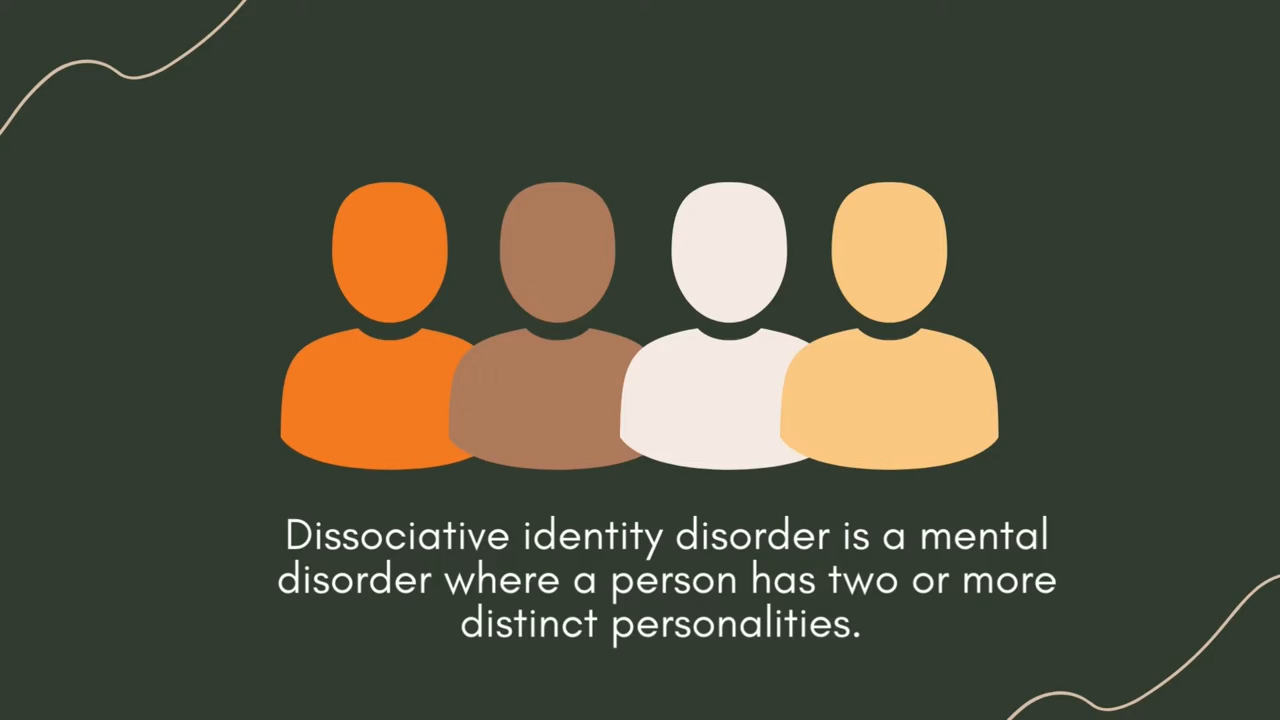 Dissociative identity disorder is a mental
disorder where a person has two or more
distinct personalities.